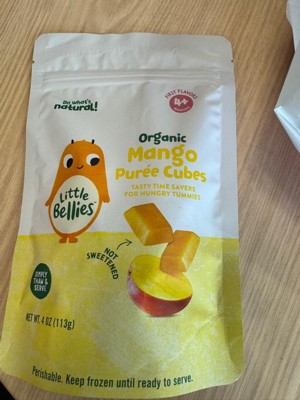 Do what's
natural!
FIRST FLAVORS
4+
Organic
Mango
Purée Cubes
TASTY TIME SAVERS
FOR HUNGRY TUMMIES
Little
Bellies
NOT
SWEETENED
SIMPLY
THAW &
SERVE
NET WT. 4 OZ (113g)
Perishable. Keep frozen until ready to serve.